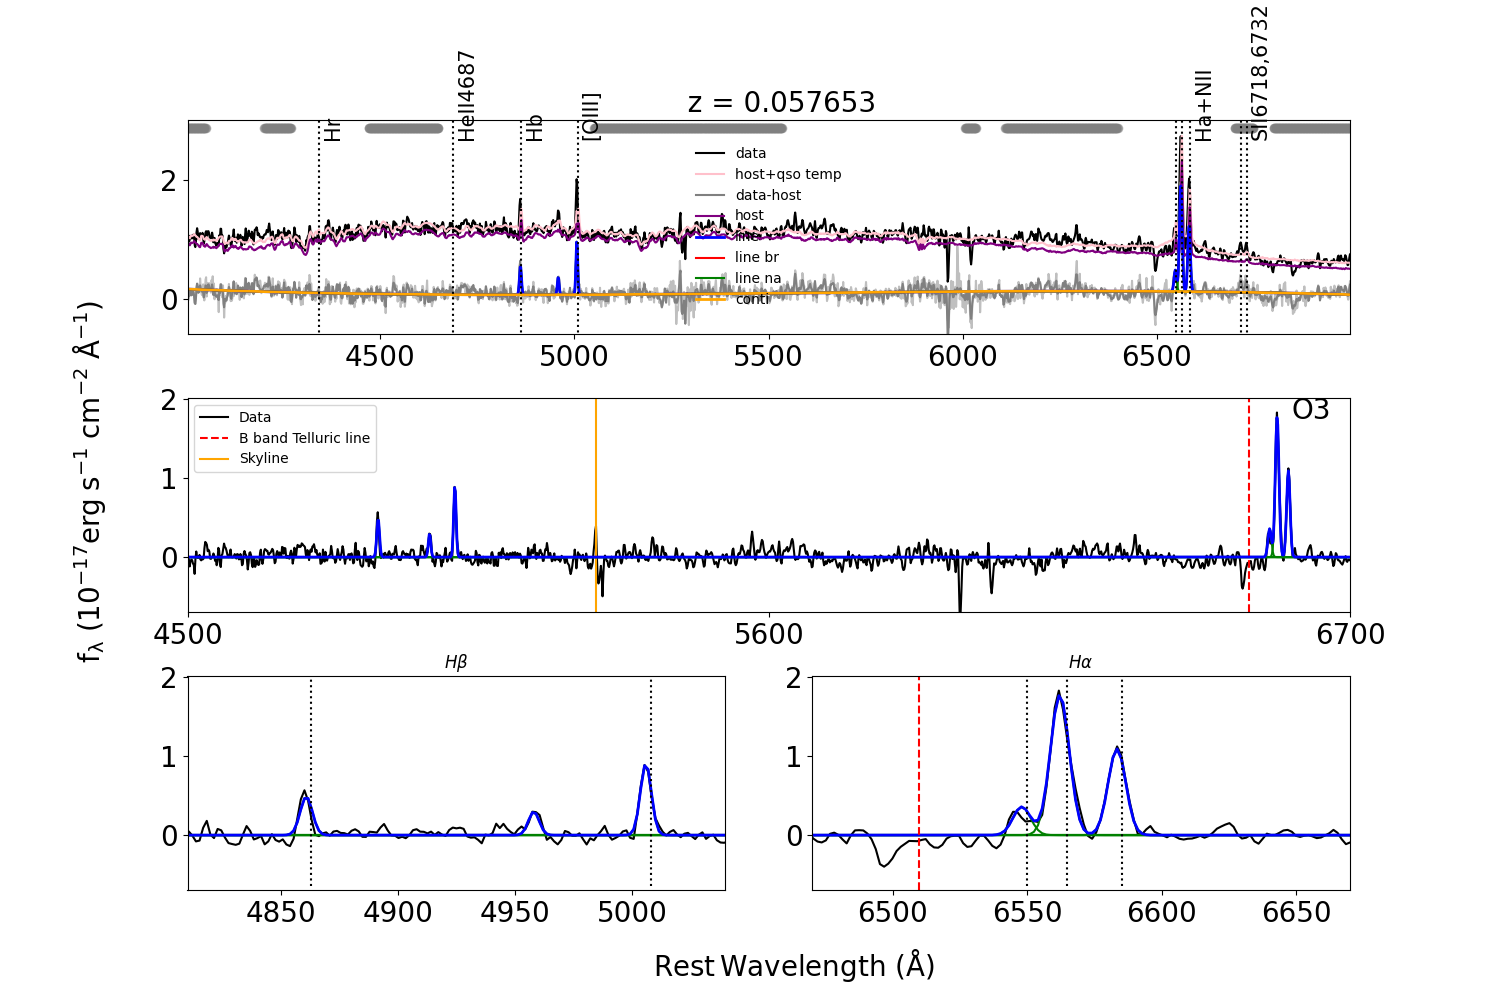 z = 0.057653
Hr
HeII4687
Hb
[OIII]
Ha+NII
SII6718,6732
data
host+qso temp
data-host
host
line
line br
line na
conti
2
0
4500
5000
5500
6000
6500
fλ (10⁻¹⁷erg s⁻¹ cm⁻² Å⁻¹)
Data
B band Telluric line
Skyline
O3
2
1
0
4500
5600
6700
Hβ
2
1
0
4850
4900
4950
5000
Hα
2
1
0
6500
6550
6600
6650
Rest Wavelength (Å)